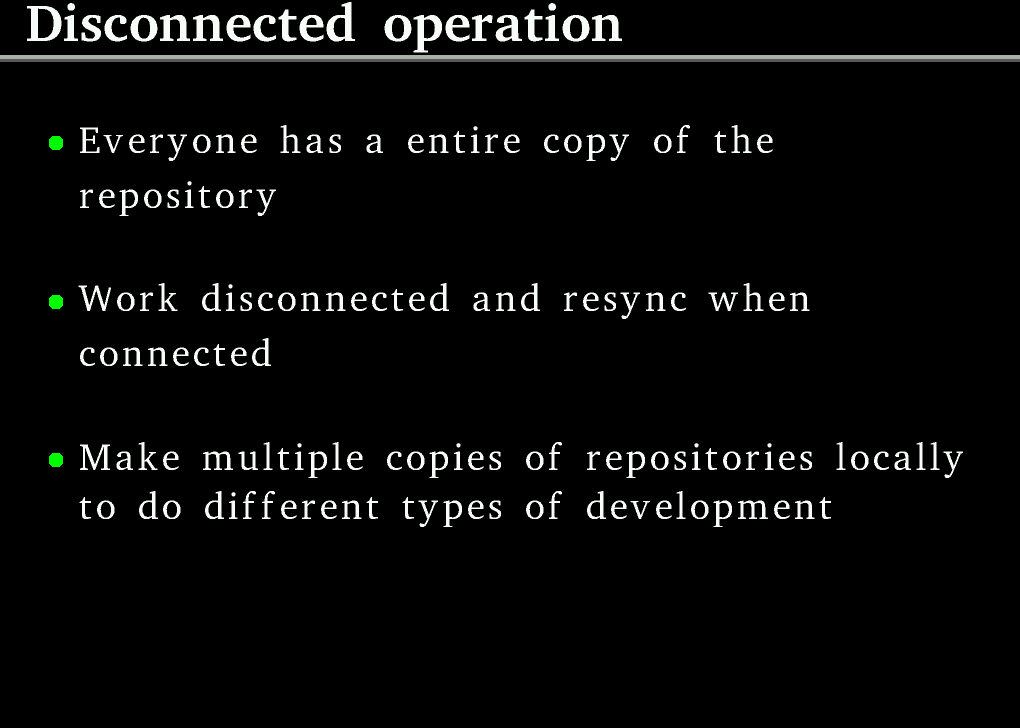 Disconnected operation
Everyone has a entire copy of the
repository
Work disconnected and resync when
connected
Make multiple copies of repositories locally
to do different types of development